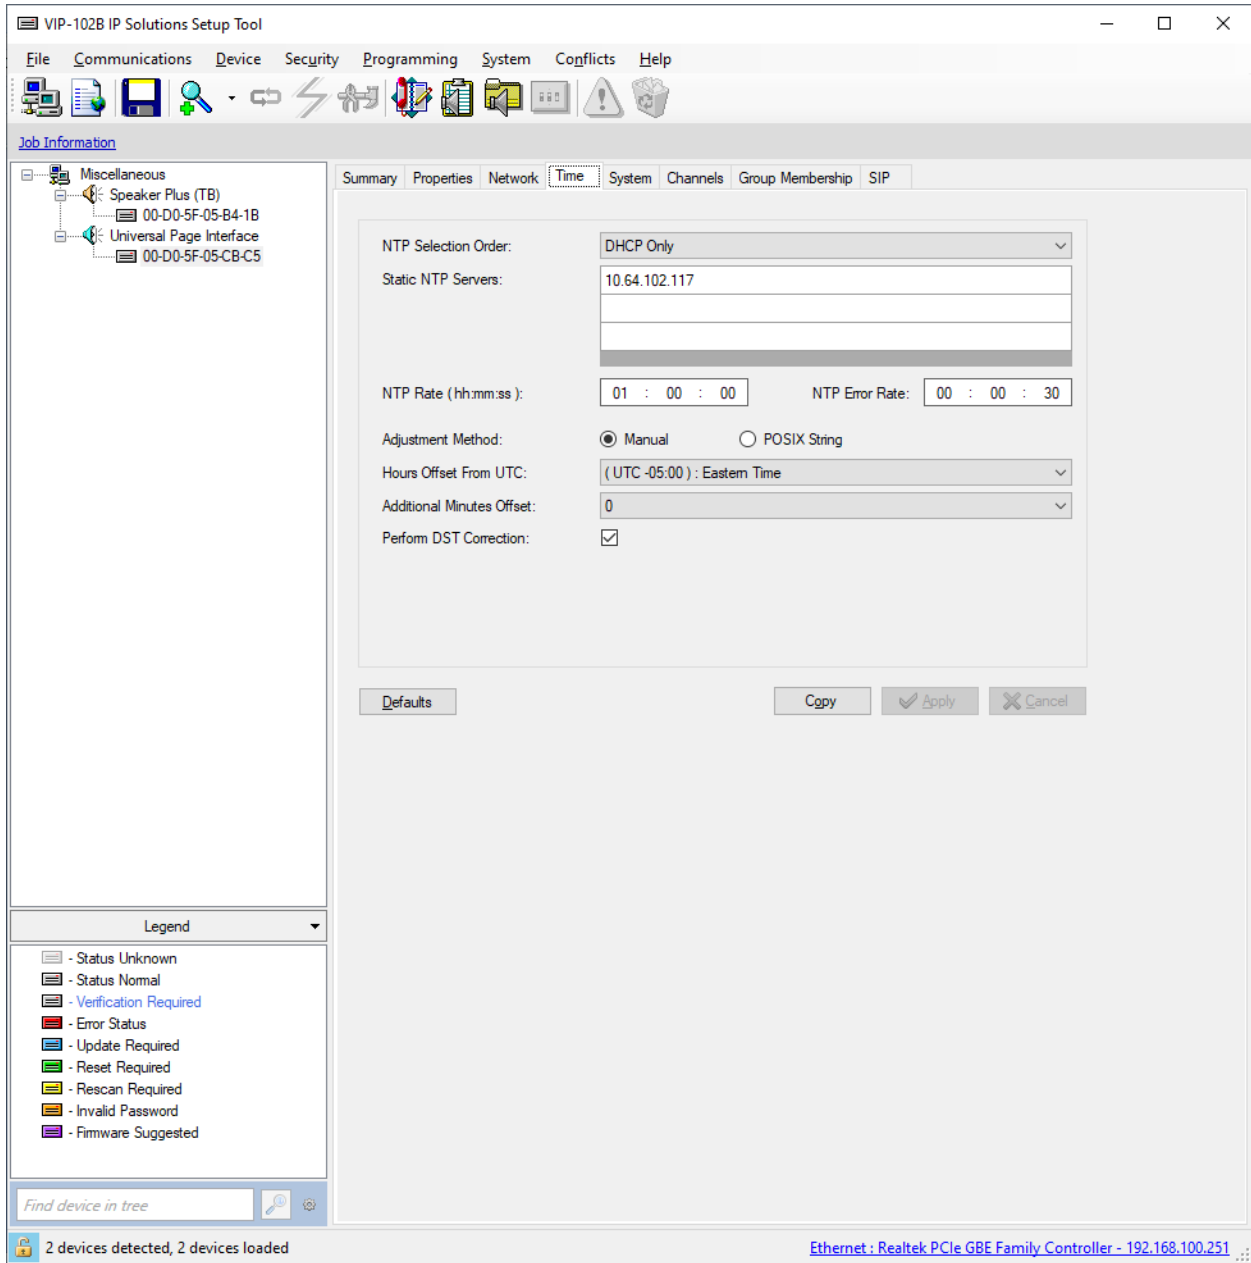 VIP-102B IP Solutions Setup Tool
File Communications Device Security Programming System Conflicts Help
Job Information
Miscellaneous
Speaker Plus (TB)
00-D0-5F-05-B4-1B
Universal Page Interface
00-D0-5F-05-CB-C5
Summary Properties Network Time System Channels Group Membership SIP
NTP Selection Order: DHCP Only
Static NTP Servers: 10.64.102.117
NTP Rate ( hh:mm:ss ): 01 : 00 : 00 NTP Error Rate: 00 : 00 : 30
Adjustment Method: Manual POSIX String
Hours Offset From UTC: ( UTC -05:00 ) : Eastern Time
Additional Minutes Offset: 0
Perform DST Correction:
Defaults Copy Apply Cancel
Legend
- Status Unknown
- Status Normal
- Verification Required
- Error Status
- Update Required
- Reset Required
- Rescan Required
- Invalid Password
- Firmware Suggested
Find device in tree
2 devices detected, 2 devices loaded Ethernet : Realtek PCIe GBE Family Controller - 192.168.100.251